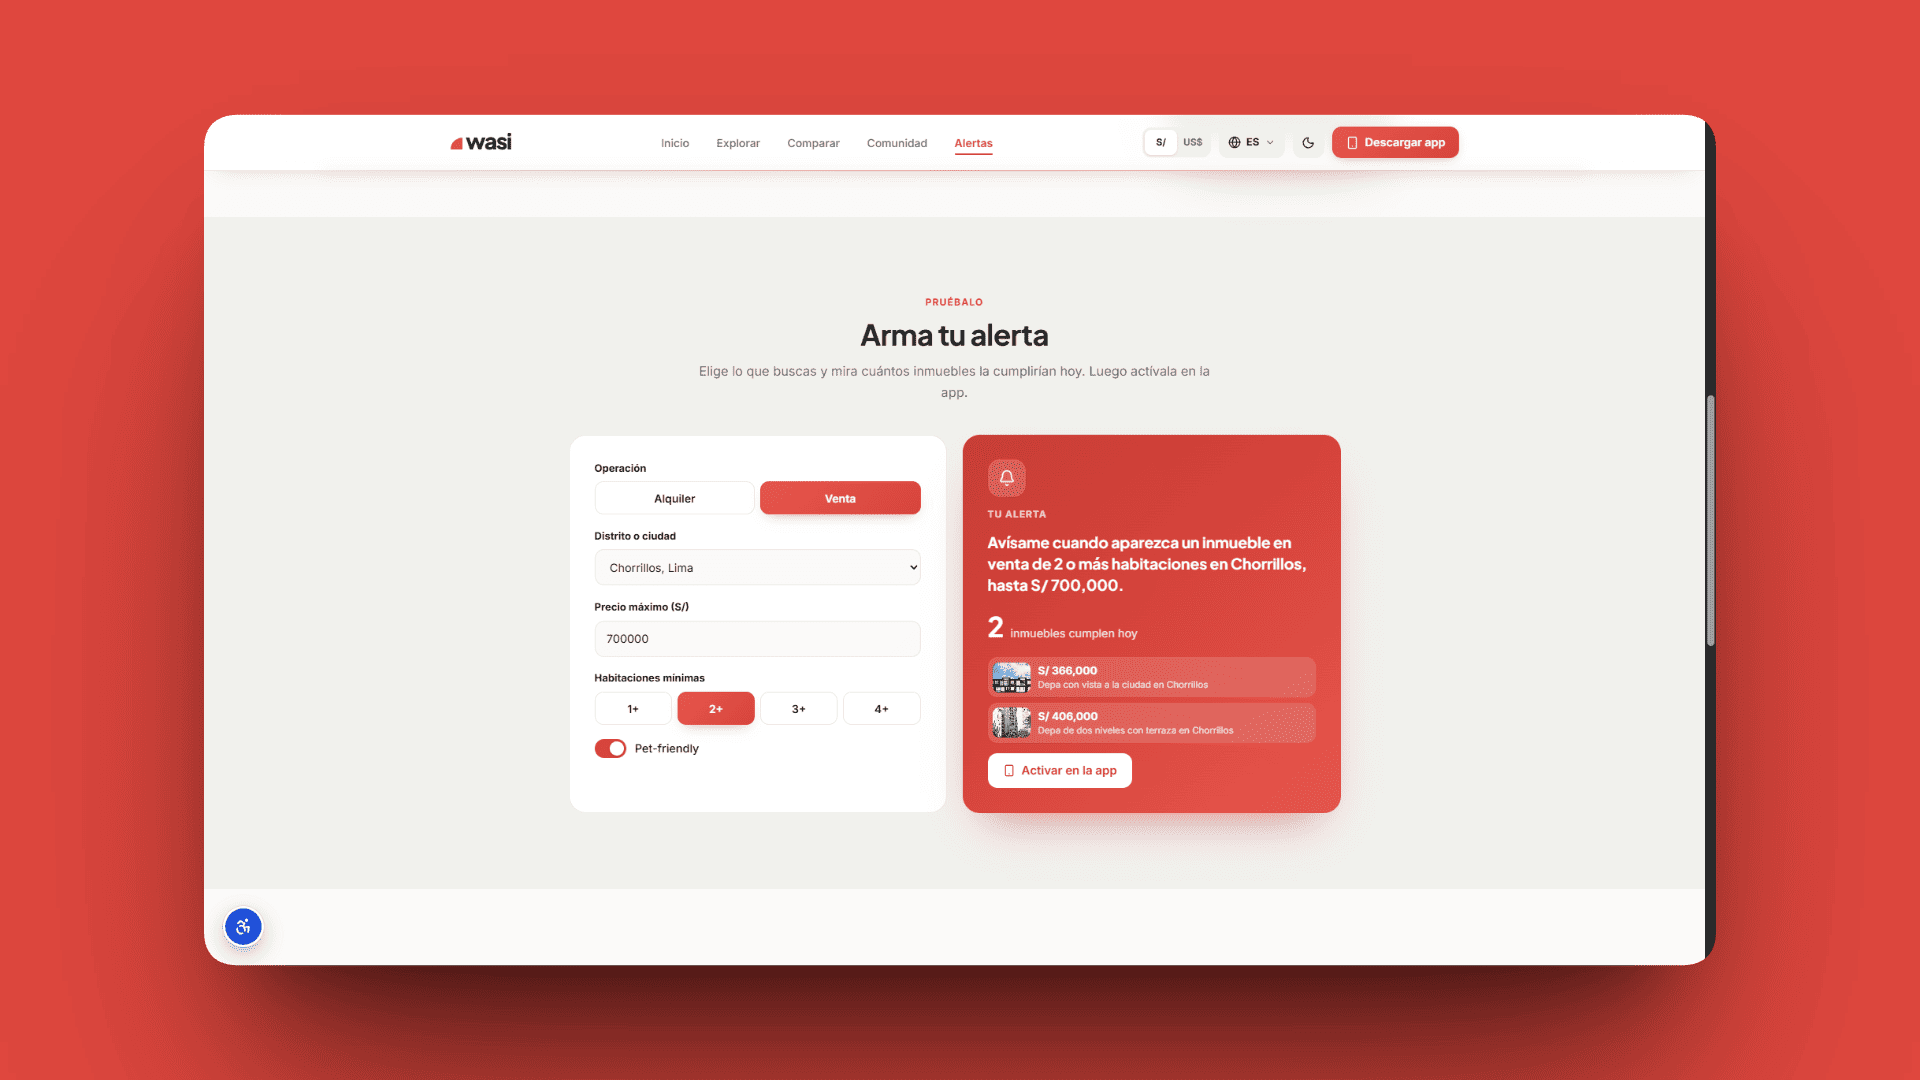 wasi
Inicio
Explorar
Comparar
Comunidad
Alertas
S/
US$
ES
Descargar app
PRUÉBALO
Arma tu alerta
Elige lo que buscas y mira cuántos inmuebles la cumplirían hoy. Luego actívala en la
app.
Operación
Alquiler
Venta
Distrito o ciudad
Chorrillos, Lima
Precio máximo (S/)
700000
Habitaciones mínimas
1+
2+
3+
4+
Pet-friendly
TU ALERTA
Avísame cuando aparezca un inmueble en
venta de 2 o más habitaciones en Chorrillos,
hasta S/ 700,000.
2 inmuebles cumplen hoy
S/ 366,000
Depa con vista a la ciudad en Chorrillos
S/ 406,000
Depa de dos niveles con terraza en Chorrillos
Activar en la app